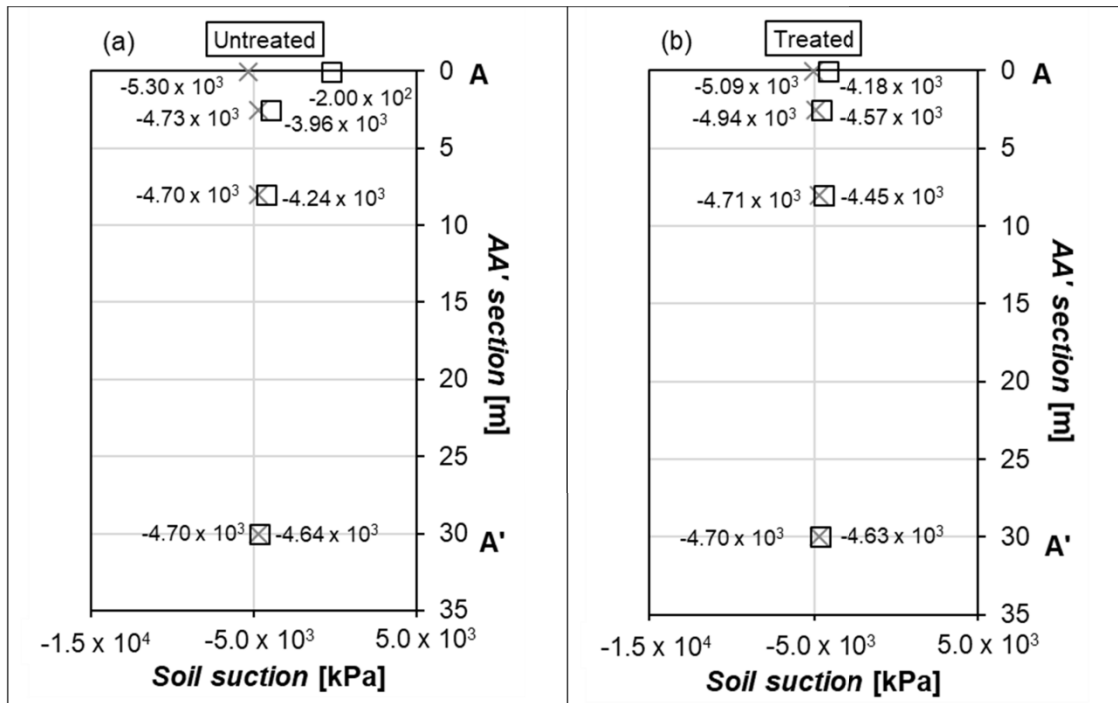 (a) Untreated
0 A
-5.30 x 10³ -2.00 x 10²
-4.73 x 10³ -3.96 x 10³
5
-4.70 x 10³ -4.24 x 10³
10
15
20
25
-4.70 x 10³ -4.64 x 10³ 30 A'
35
AA' section [m]
-1.5 x 10⁴ -5.0 x 10³ 5.0 x 10³
Soil suction [kPa]
(b) Treated
0 A
-5.09 x 10³ -4.18 x 10³
-4.94 x 10³ -4.57 x 10³
5
-4.71 x 10³ -4.45 x 10³
10
15
20
25
-4.70 x 10³ -4.63 x 10³ 30 A'
35
AA' section [m]
-1.5 x 10⁴ -5.0 x 10³ 5.0 x 10³
Soil suction [kPa]